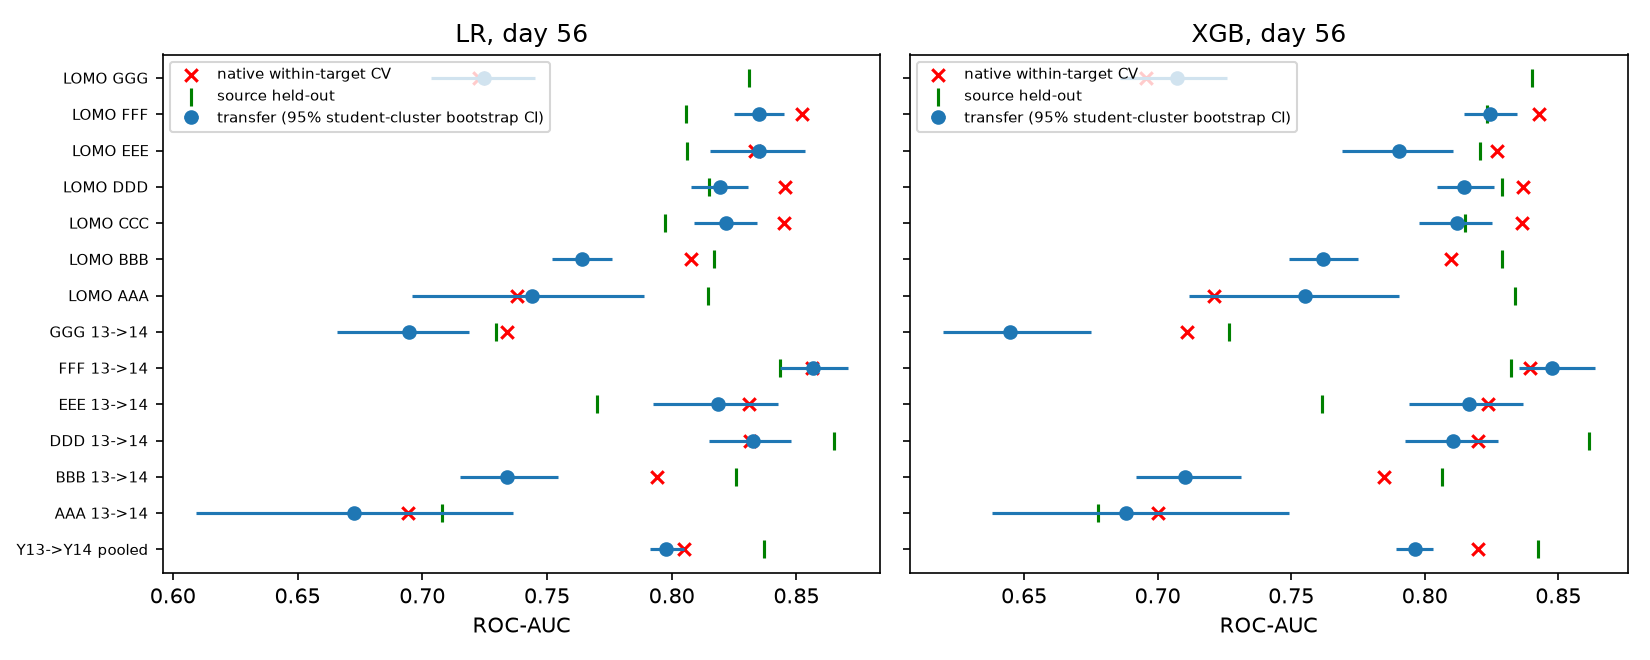 LR, day 56
LOMO GGG
LOMO FFF
LOMO EEE
LOMO DDD
LOMO CCC
LOMO BBB
LOMO AAA
GGG 13->14
FFF 13->14
EEE 13->14
DDD 13->14
BBB 13->14
AAA 13->14
Y13->Y14 pooled
native within-target CV
source held-out
transfer (95% student-cluster bootstrap CI)
0.60 0.65 0.70 0.75 0.80 0.85
ROC-AUC
XGB, day 56
native within-target CV
source held-out
transfer (95% student-cluster bootstrap CI)
0.65 0.70 0.75 0.80 0.85
ROC-AUC